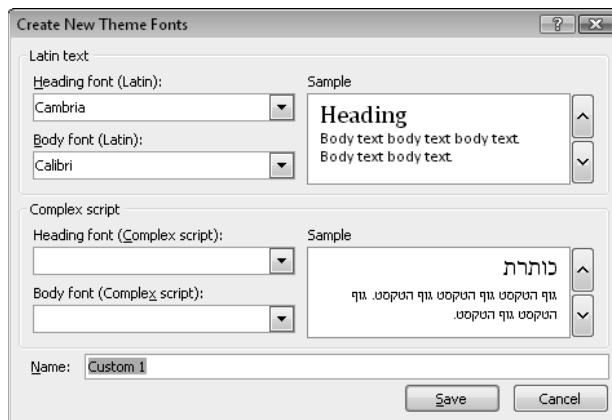 Create New Theme Fonts
Latin text
Heading font (Latin):
Cambria
Body font (Latin):
Calibri
Sample
Heading
Body text body text body text.
Body text body text.
Complex script
Heading font (Complex script):
Body font (Complex script):
Sample
כותרת
גוף הטקסט גוף הטקסט גוף הטקסט. גוף
הטקסט גוף הטקסט.
Name:
Custom 1
Save
Cancel